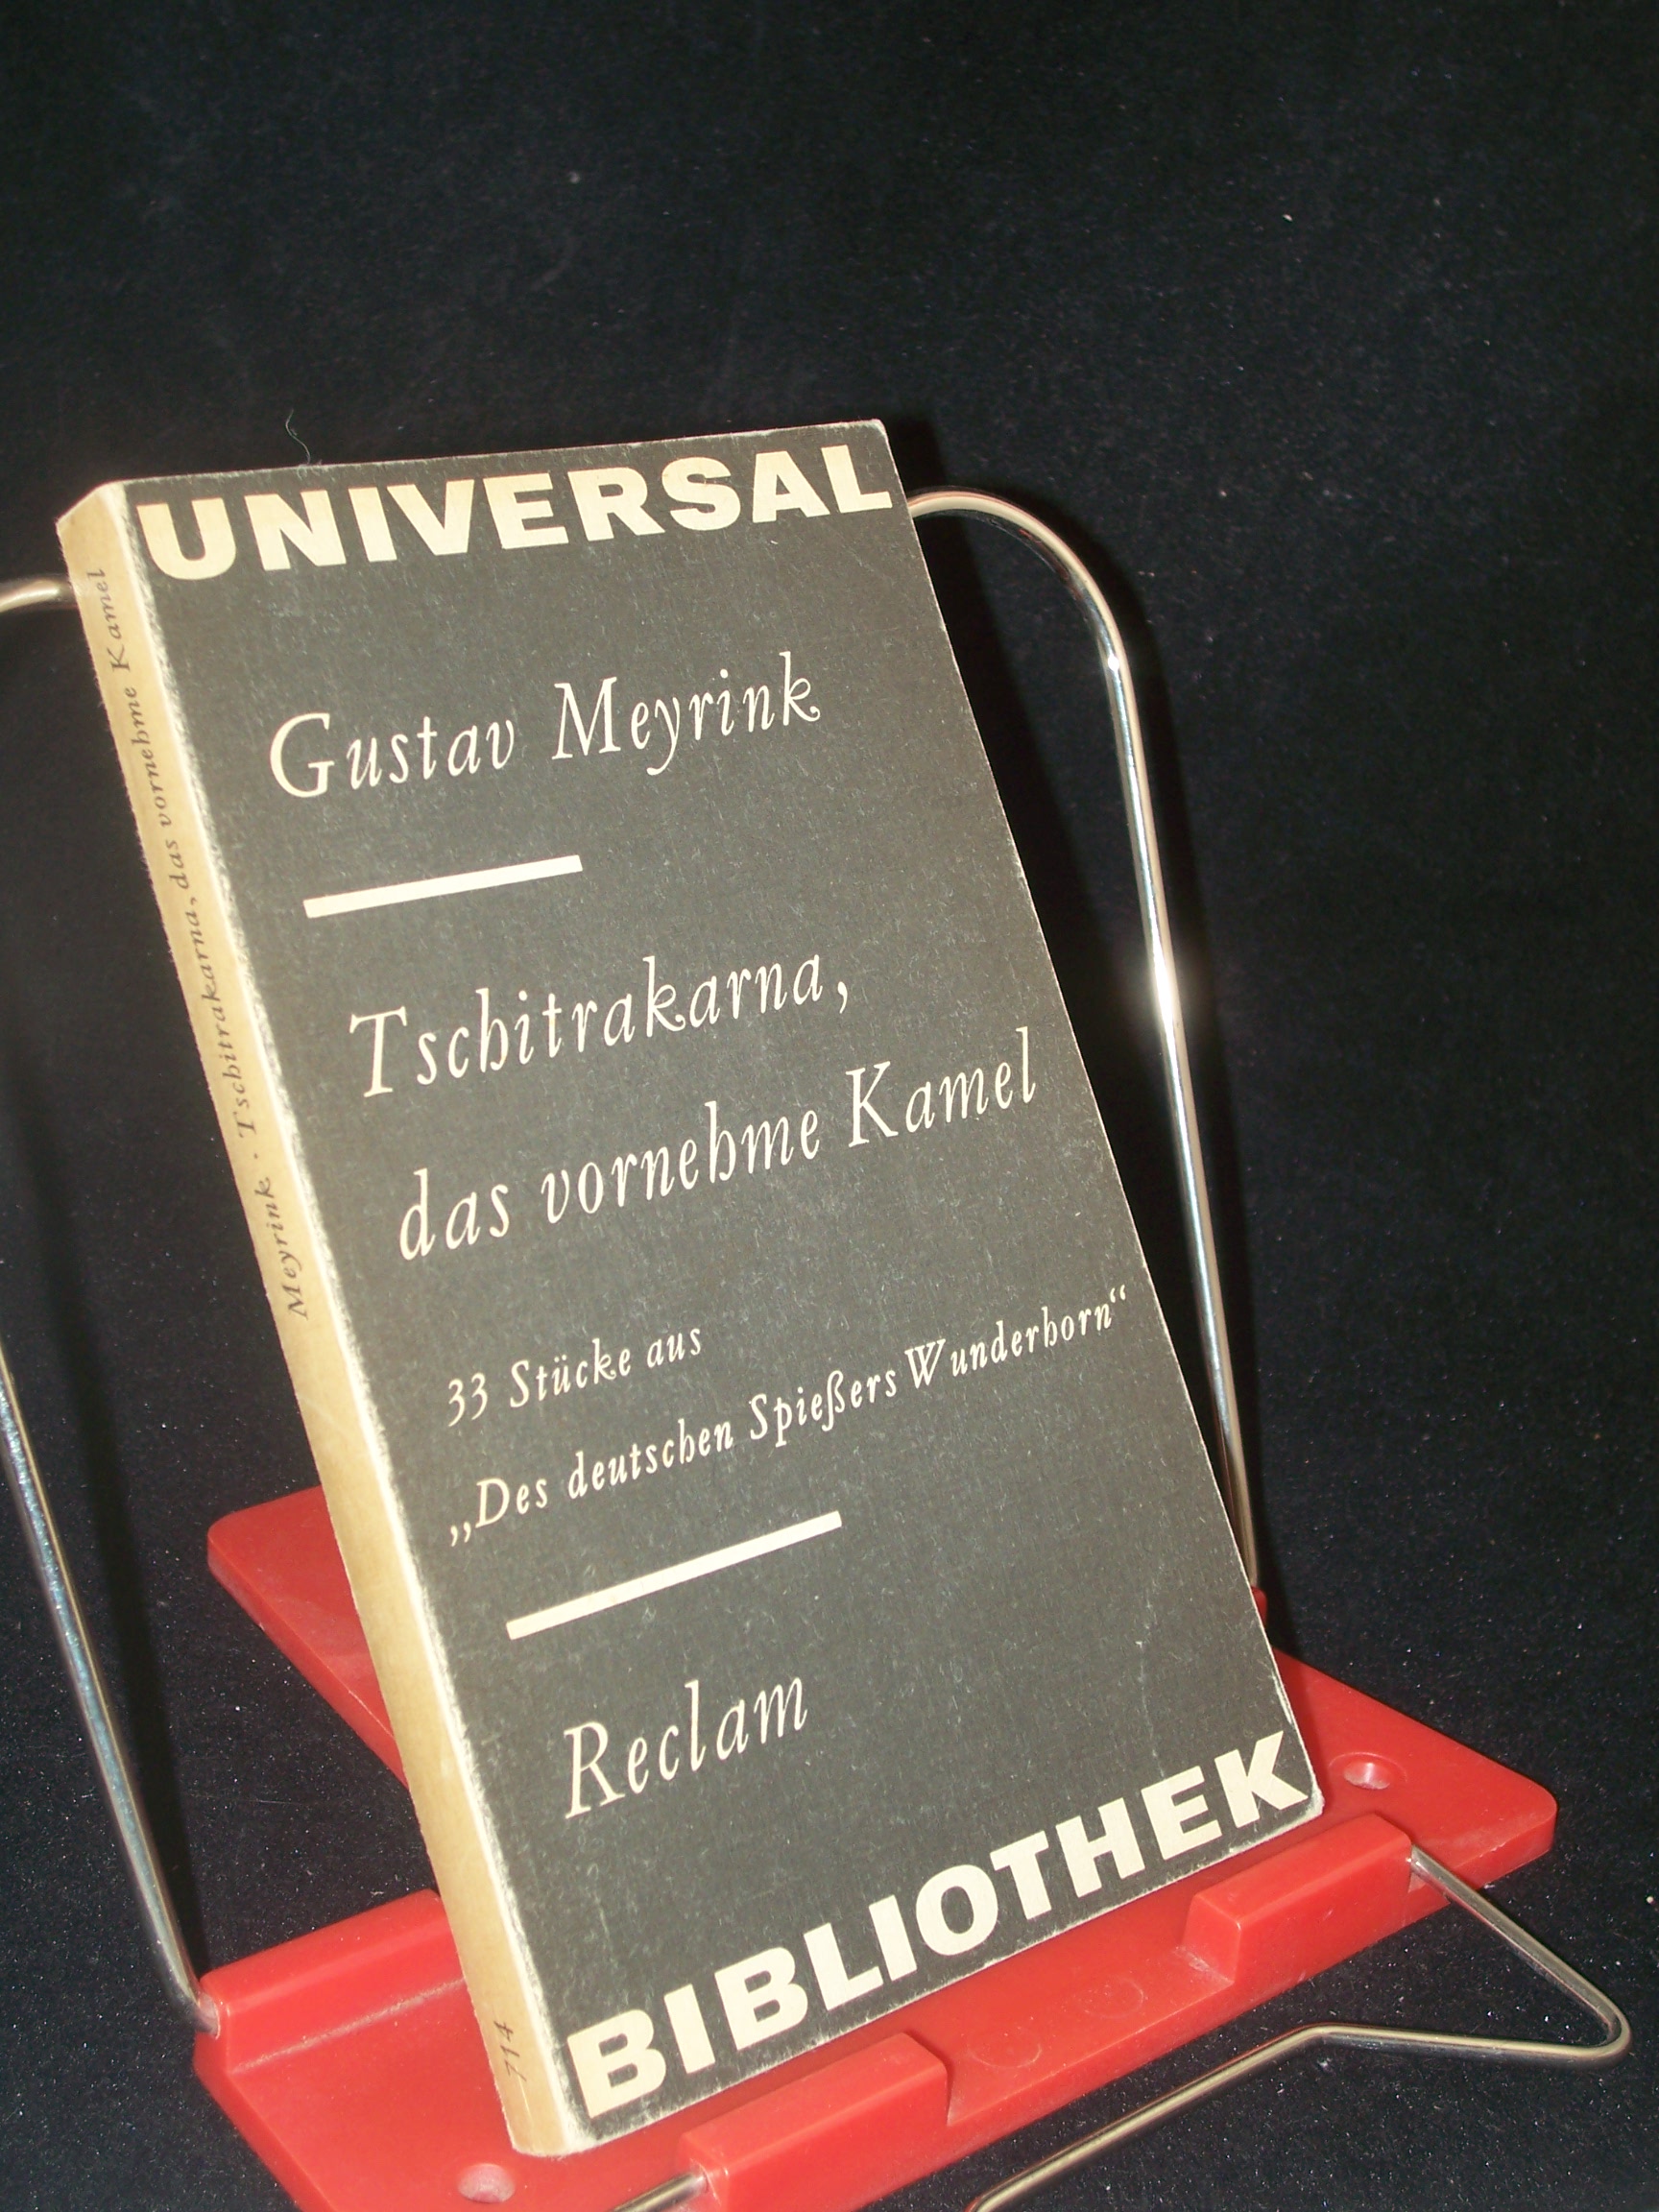 UNIVERSAL
Gustav Meyrink
Tschitrakarna,
das vornehme Kamel
33 Stücke aus
„Des deutschen Spießers Wunderhorn“
Reclam
BIBLIOTHEK
Meyrink · Tschitrakarna, das vornehme Kamel
714